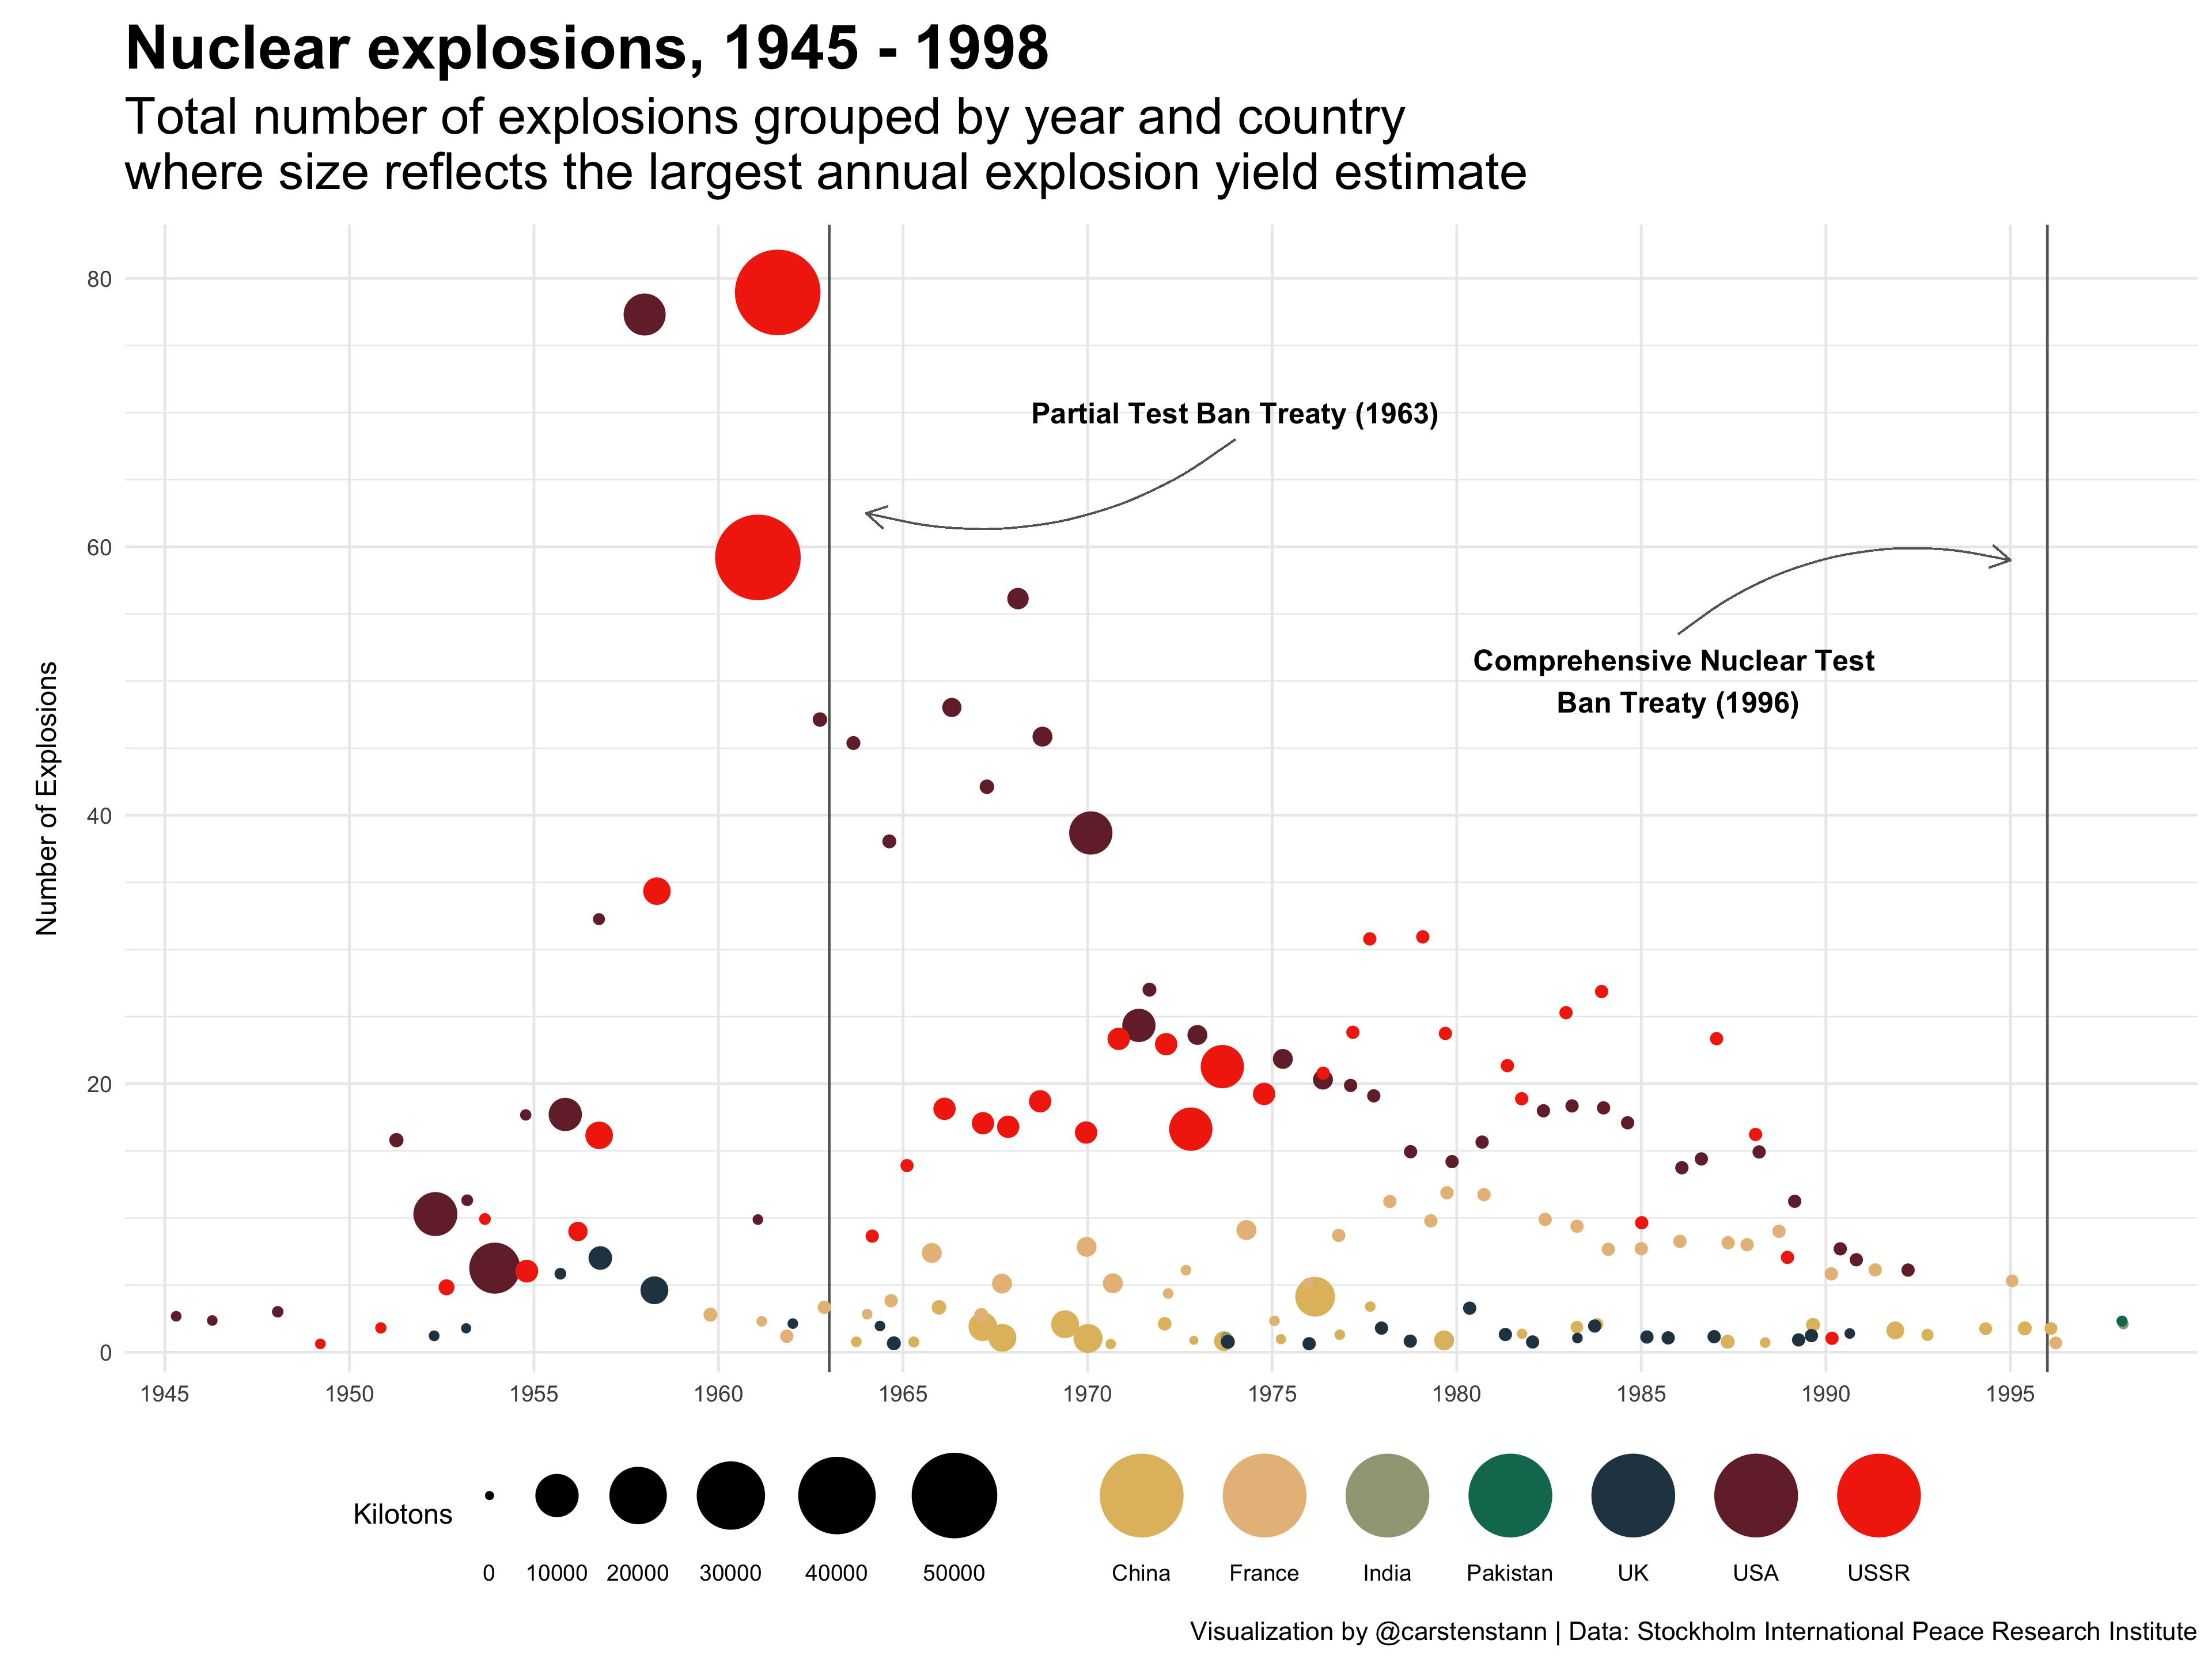 Nuclear explosions, 1945 - 1998
Total number of explosions grouped by year and country
where size reflects the largest annual explosion yield estimate
80
60
40
20
0
Number of Explosions
Partial Test Ban Treaty (1963)
Comprehensive Nuclear Test
Ban Treaty (1996)
1945 1950 1955 1960 1965 1970 1975 1980 1985 1990 1995
Kilotons
0 10000 20000 30000 40000 50000
China France India Pakistan UK USA USSR
Visualization by @carstenstann | Data: Stockholm International Peace Research Institute